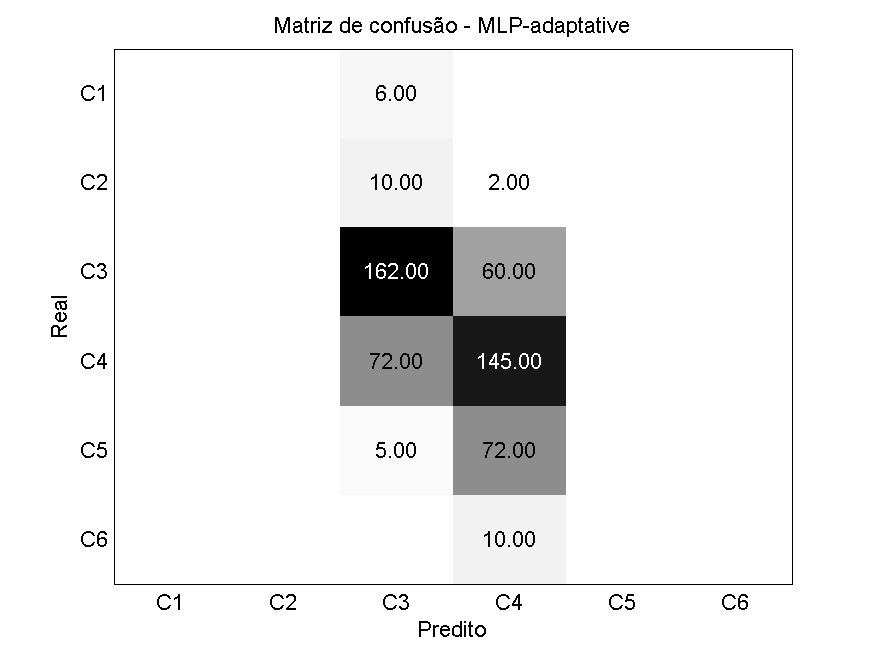 Matriz de confusão - MLP-adaptative
C1 6.00
C2 10.00 2.00
C3 162.00 60.00
Real
C4 72.00 145.00
C5 5.00 72.00
C6 10.00
C1 C2 C3 C4 C5 C6
Predito